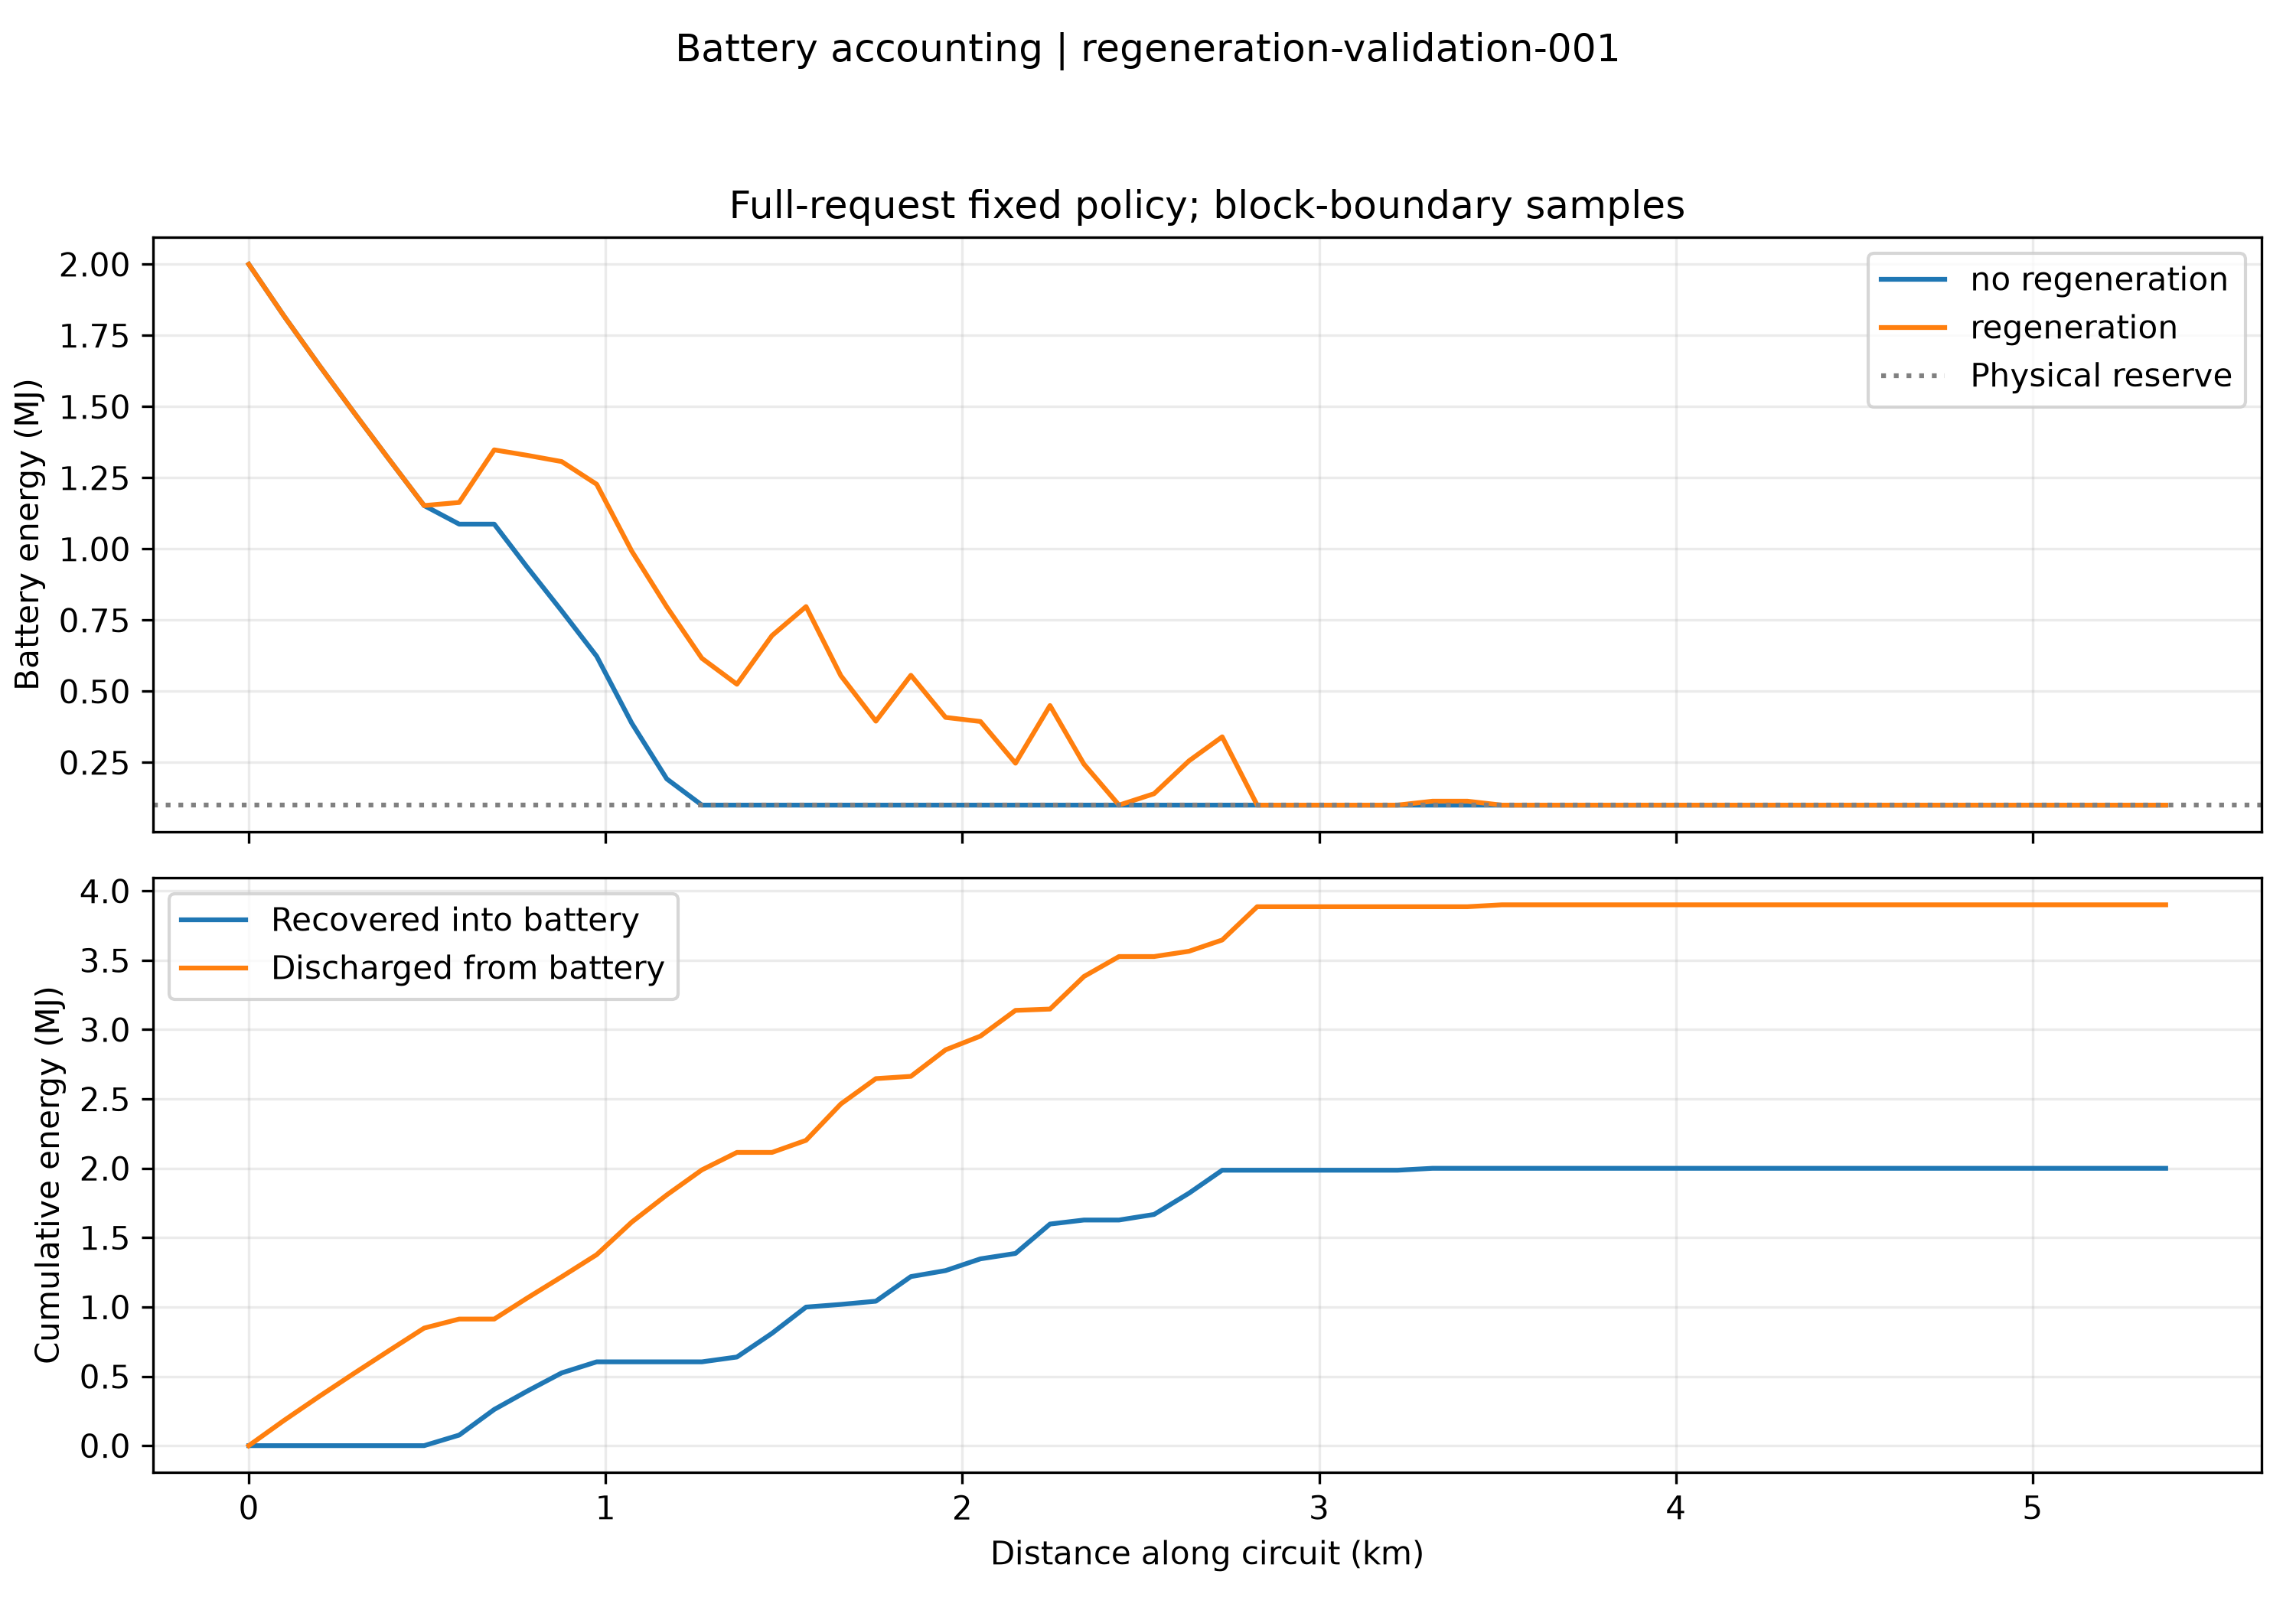 Battery accounting | regeneration-validation-001
Full-request fixed policy; block-boundary samples
Battery energy (MJ)
2.00
1.75
1.50
1.25
1.00
0.75
0.50
0.25
no regeneration
regeneration
Physical reserve
Cumulative energy (MJ)
4.0
3.5
3.0
2.5
2.0
1.5
1.0
0.5
0.0
Recovered into battery
Discharged from battery
0 1 2 3 4 5
Distance along circuit (km)